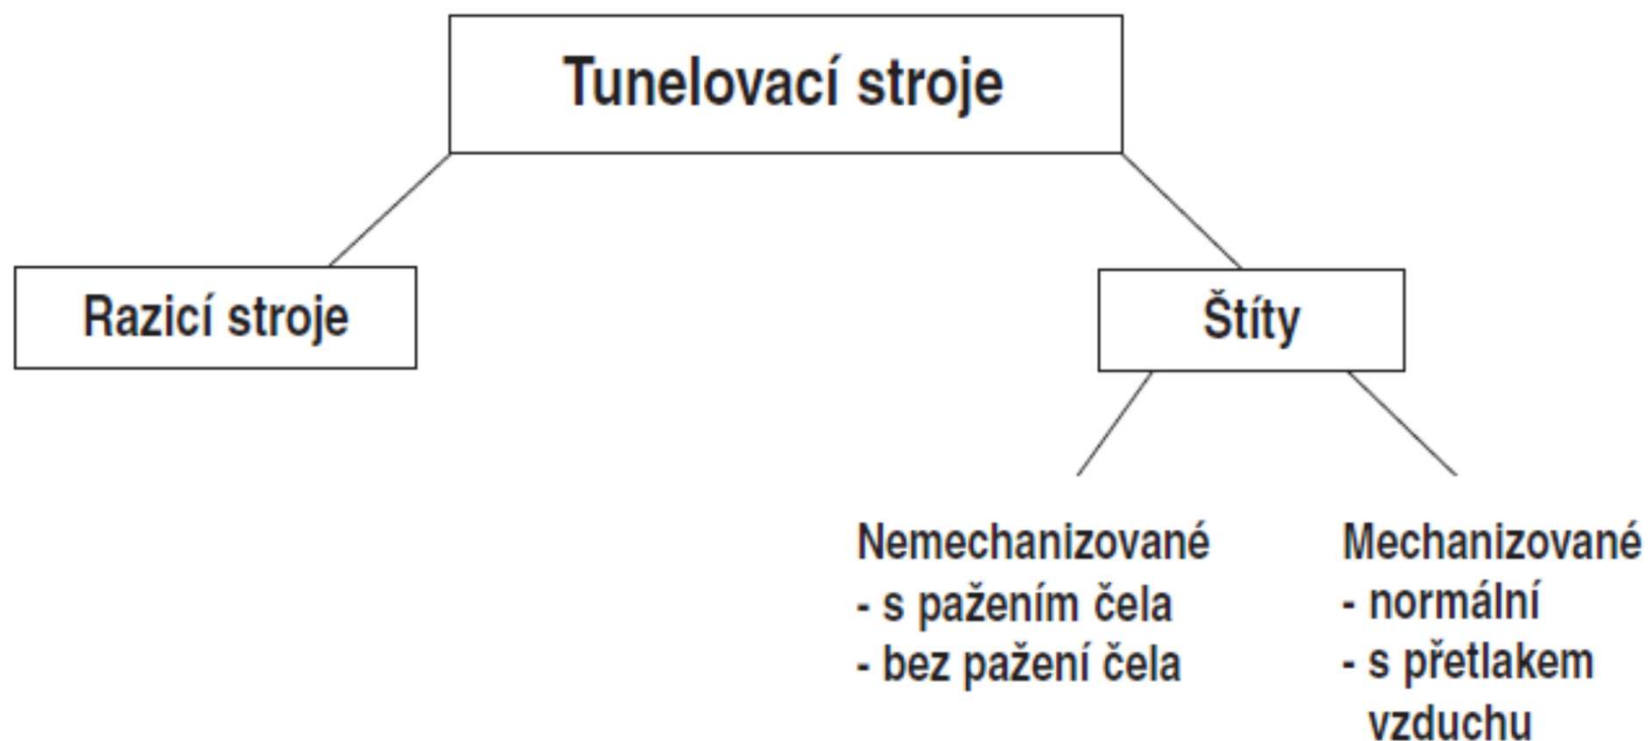 Tunelovací stroje
Razicí stroje
Štíty
Nemechanizované
- s pažením čela
- bez pažení čela
Mechanizované
- normální
- s přetlakem
vzduchu